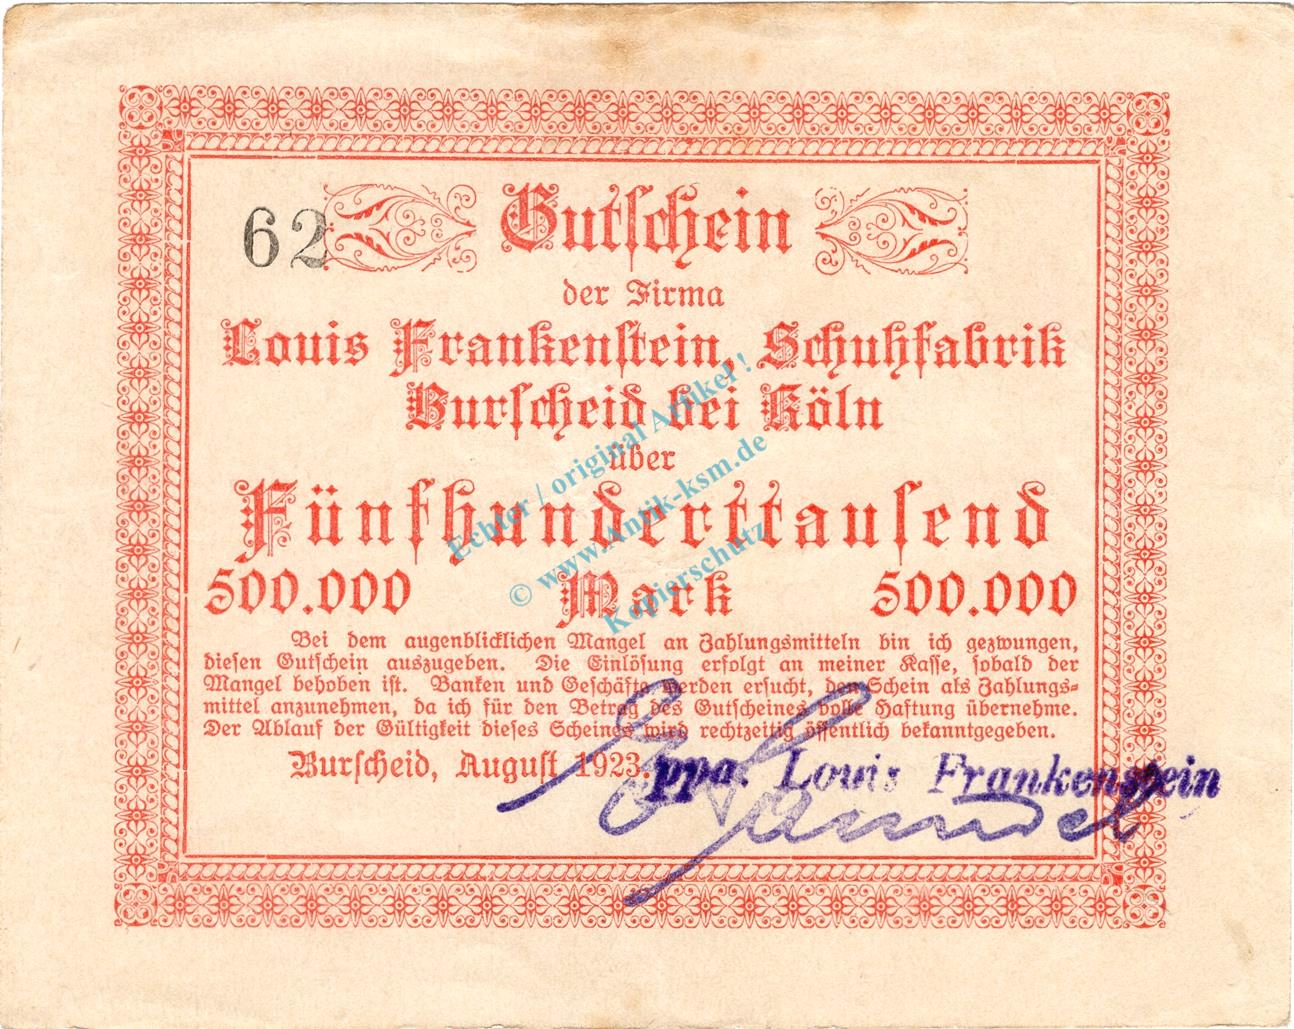 62
Gutschein
der Firma
Louis Frankenstein, Schuhfabrik
Burscheid bei Köln
über
Fünfhunderttausend
500.000 Mark 500.000
Bei dem augenblicklichen Mangel an Zahlungsmitteln bin ich gezwungen,
diesen Gutschein auszugeben. Die Einlösung erfolgt an meiner Kasse, sobald der
Mangel behoben ist. Banken und Geschäfte werden ersucht, den Schein als Zahlungs-
mittel anzunehmen, da ich für den Betrag des Gutscheines volle Haftung übernehme.
Der Ablauf der Gültigkeit dieses Scheines wird rechtzeitig öffentlich bekanntgegeben.
Burscheid, August 1923.
ppa. Louis Frankenstein
Echter / original Artikel !
© www.Antik-ksm.de
Kopierschutz